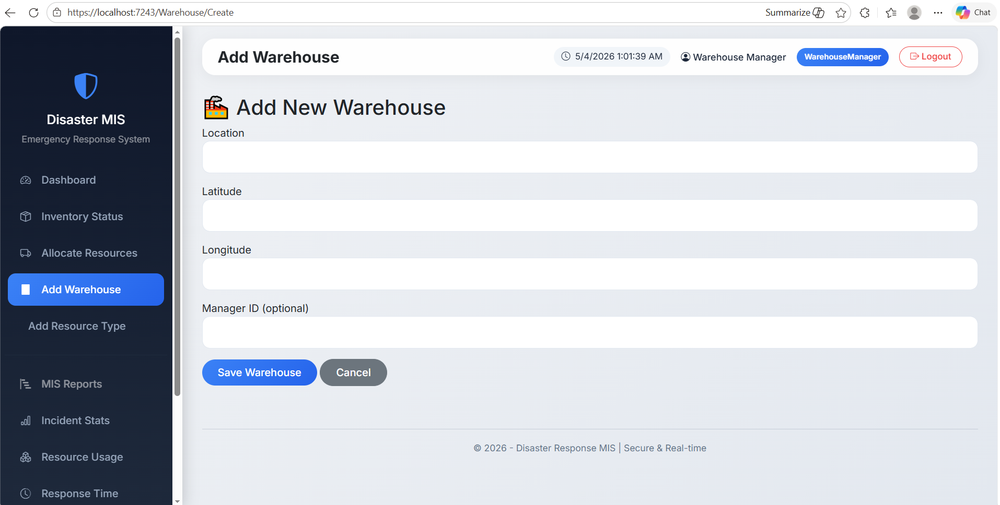 https://localhost:7243/Warehouse/Create
Summarize
Chat
Disaster MIS
Emergency Response System
Dashboard
Inventory Status
Allocate Resources
Add Warehouse
Add Resource Type
MIS Reports
Incident Stats
Resource Usage
Response Time
Add Warehouse
5/4/2026 1:01:39 AM
Warehouse Manager
WarehouseManager
Logout
Add New Warehouse
Location
Latitude
Longitude
Manager ID (optional)
Save Warehouse
Cancel
© 2026 - Disaster Response MIS | Secure & Real-time